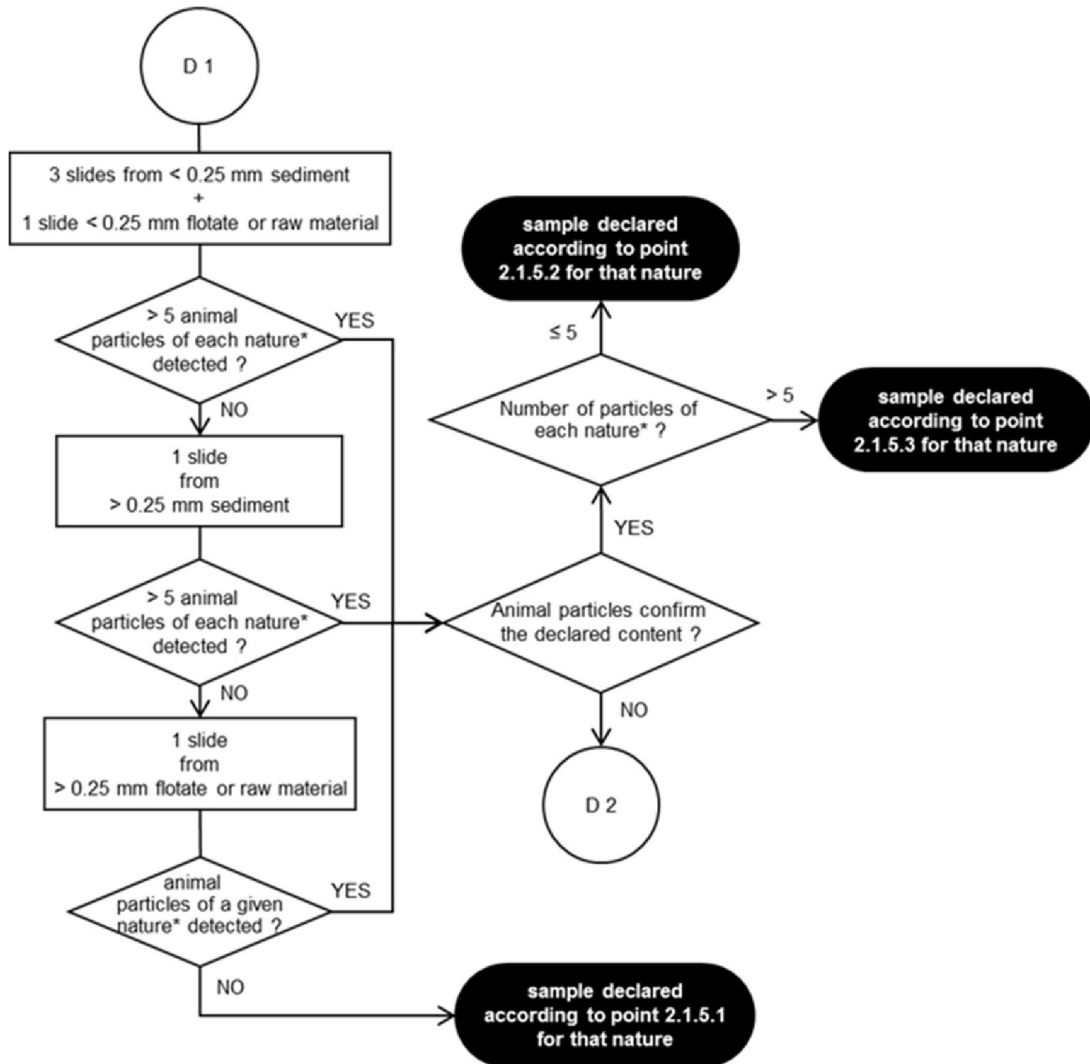 D 1
3 slides from < 0.25 mm sediment
+
1 slide < 0.25 mm flotate or raw material
> 5 animal
particles of each nature*
detected ?
YES
NO
1 slide
from
> 0.25 mm sediment
> 5 animal
particles of each nature*
detected ?
YES
NO
1 slide
from
> 0.25 mm flotate or raw material
animal
particles of a given
nature* detected ?
YES
NO
sample declared
according to point 2.1.5.1
for that nature
Animal particles confirm
the declared content ?
YES
NO
D 2
Number of particles of
each nature* ?
≤ 5
> 5
sample declared
according to point
2.1.5.2 for that nature
sample declared
according to point
2.1.5.3 for that nature